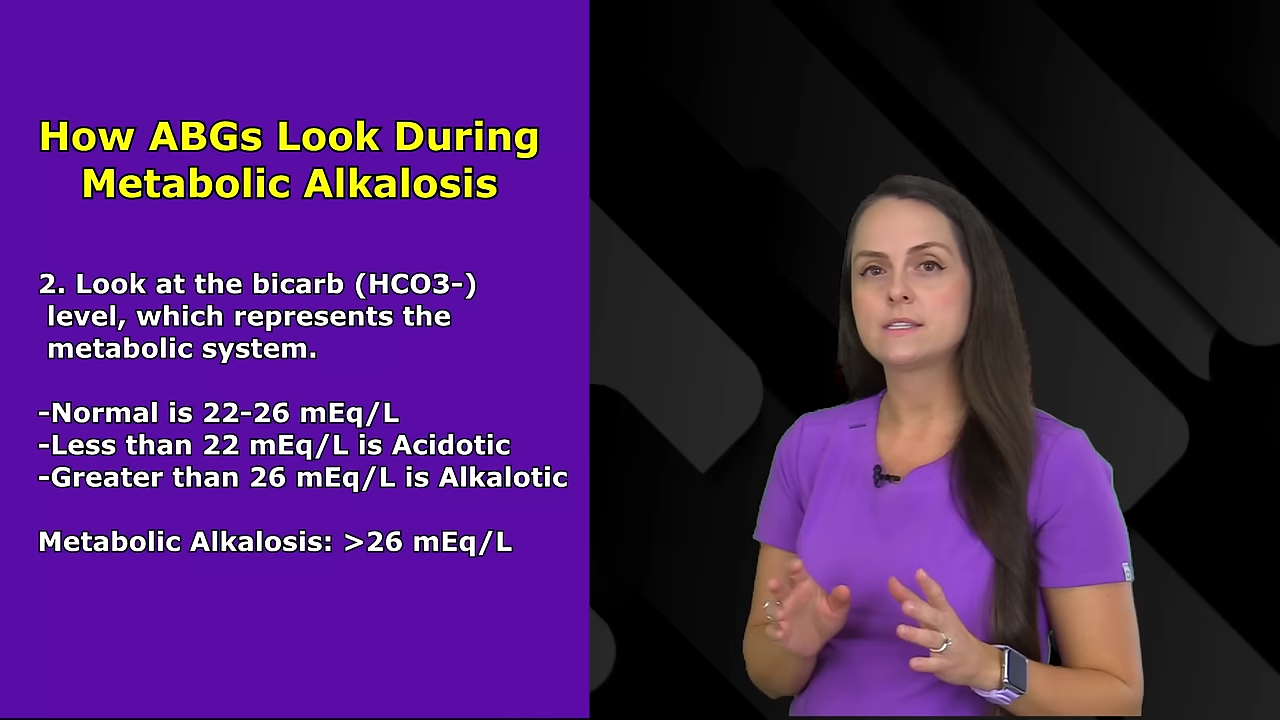 How ABGs Look During
Metabolic Alkalosis
2. Look at the bicarb (HCO3-)
level, which represents the
metabolic system.
-Normal is 22-26 mEq/L
-Less than 22 mEq/L is Acidotic
-Greater than 26 mEq/L is Alkalotic
Metabolic Alkalosis: >26 mEq/L